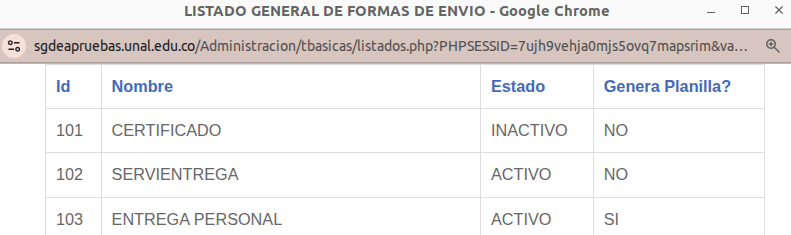 LISTADO GENERAL DE FORMAS DE ENVIO - Google Chrome
sgdeapruebas.unal.edu.co/Administracion/tbasicas/listados.php?PHPSESSID=7ujh9vehja0mjs5ovq7mapsrim&va...
Id Nombre Estado Genera Planilla?
101 CERTIFICADO INACTIVO NO
102 SERVIENTREGA ACTIVO NO
103 ENTREGA PERSONAL ACTIVO SI